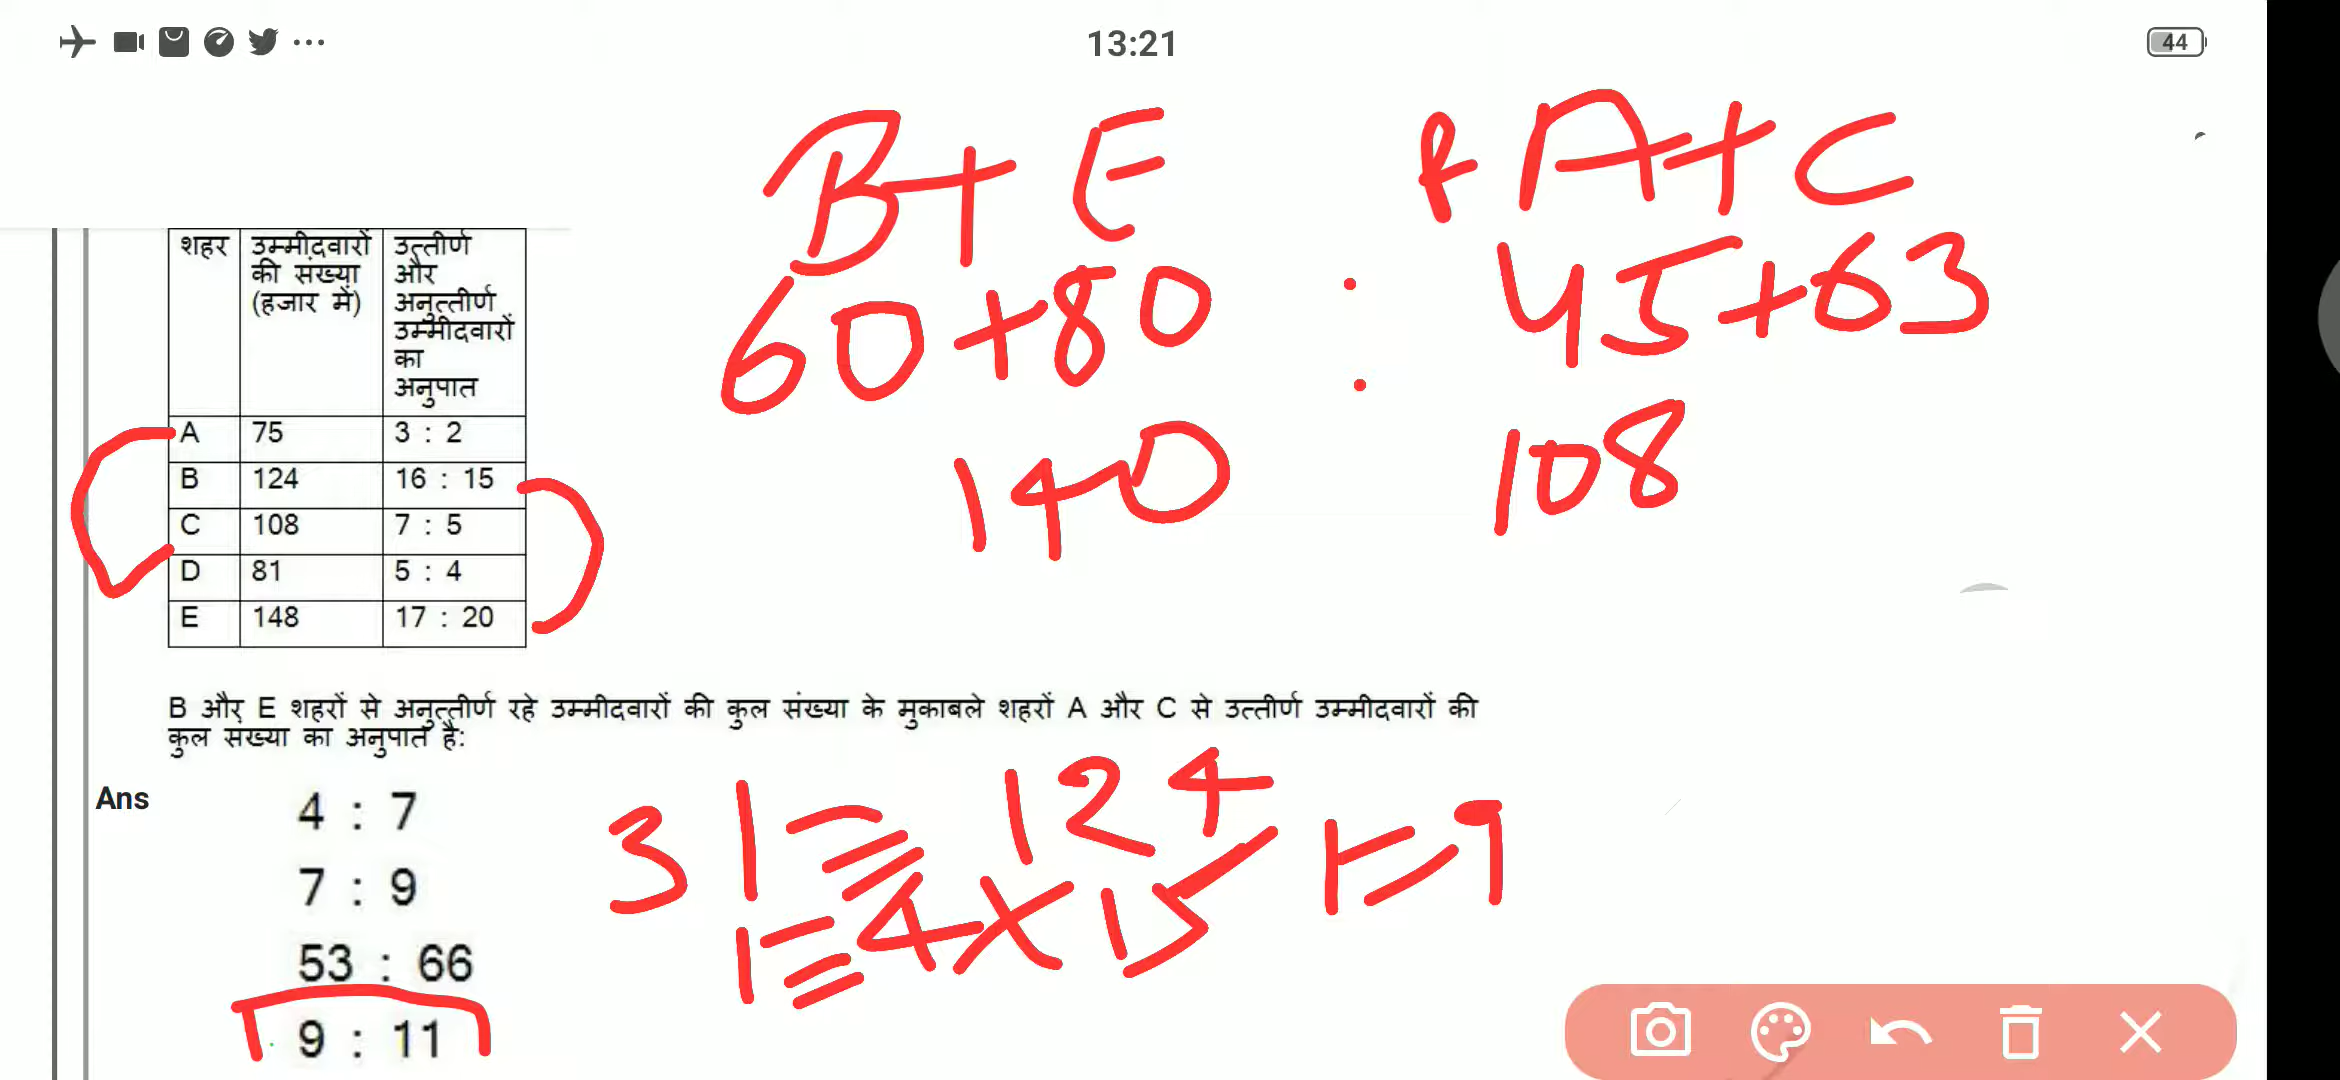 13:21
44
B+E & A+C
60+80 : 45+63
140 108
शहर उम्मीदवारों की संख्या (हजार में) उत्तीर्ण और अनुत्तीर्ण उम्मीदवारों का अनुपात
A 75 3 : 2
B 124 16 : 15
C 108 7 : 5
D 81 5 : 4
E 148 17 : 20
B और E शहरों से अनुत्तीर्ण रहे उम्मीदवारों की कुल संख्या के मुकाबले शहरों A और C से उत्तीर्ण उम्मीदवारों की
कुल संख्या का अनुपात है:
Ans
4 : 7
7 : 9
53 : 66
9 : 11
31 = 124
1 = 4×15